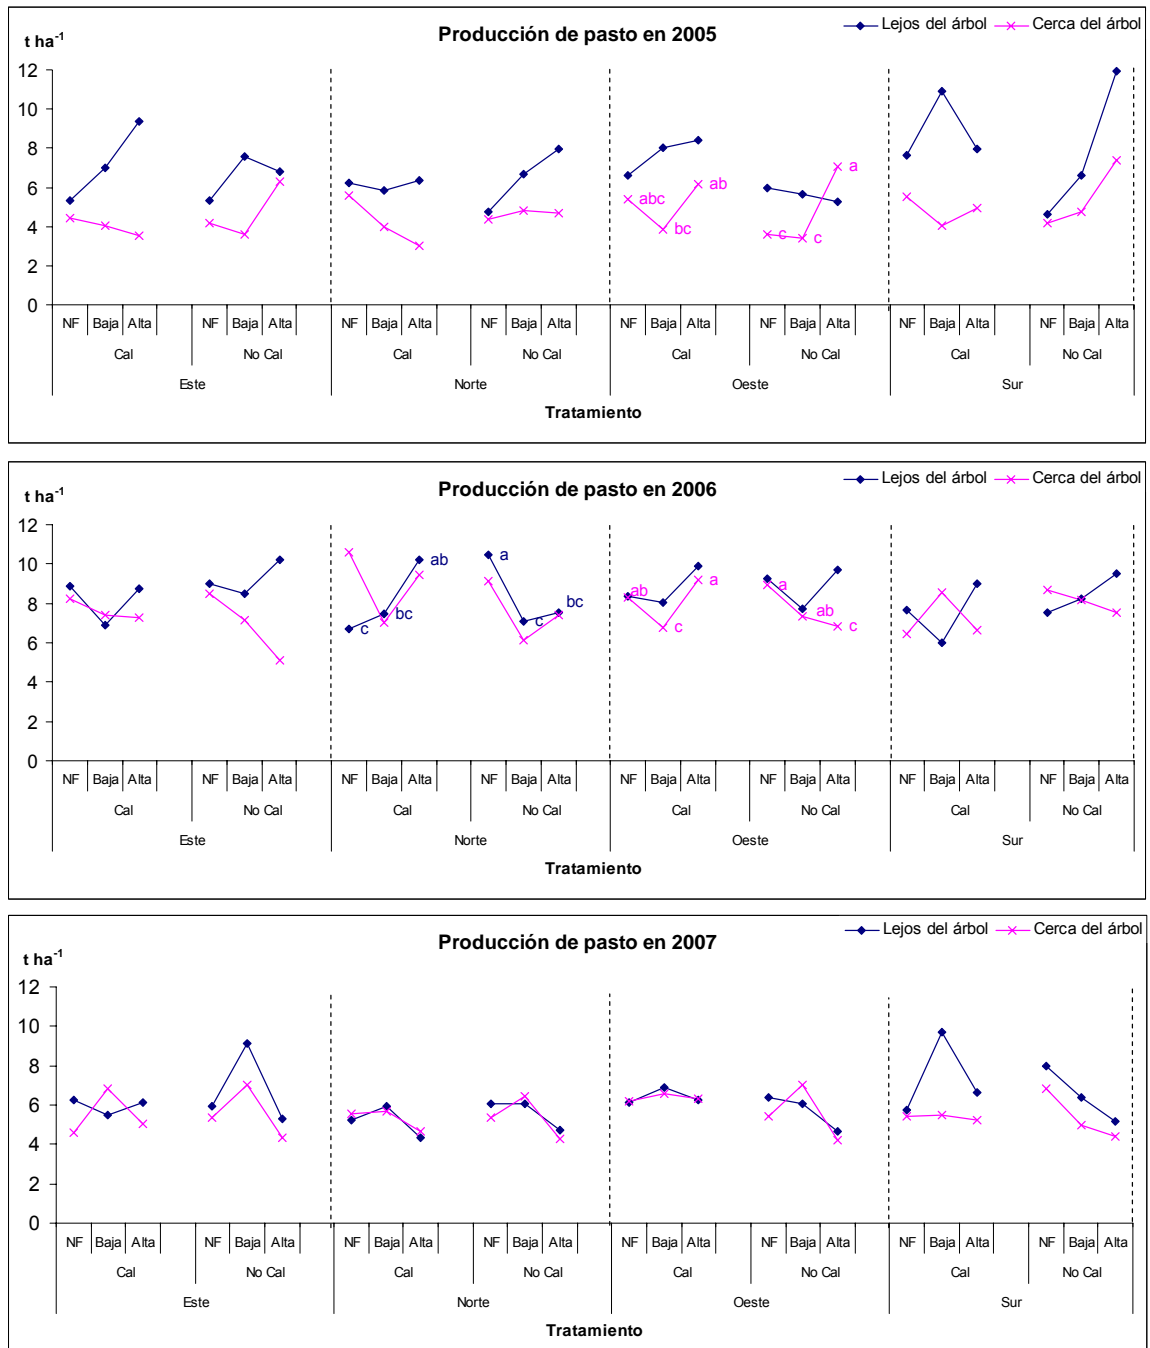 Producción de pasto en 2005
t ha-1
Lejos del árbol Cerca del árbol
12
10
8
6
4
2
0
abc
bc
ab
c
c
a
NF Baja Alta NF Baja Alta NF Baja Alta NF Baja Alta NF Baja Alta NF Baja Alta NF Baja Alta NF Baja Alta
Cal No Cal Cal No Cal Cal No Cal Cal No Cal
Este Norte Oeste Sur
Tratamiento
Producción de pasto en 2006
t ha-1
Lejos del árbol Cerca del árbol
12
10
8
6
4
2
0
c
bc
ab
a
c
bc
ab
c
a
a
ab
c
NF Baja Alta NF Baja Alta NF Baja Alta NF Baja Alta NF Baja Alta NF Baja Alta NF Baja Alta NF Baja Alta
Cal No Cal Cal No Cal Cal No Cal Cal No Cal
Este Norte Oeste Sur
Tratamiento
Producción de pasto en 2007
t ha-1
Lejos del árbol Cerca del árbol
12
10
8
6
4
2
0
NF Baja Alta NF Baja Alta NF Baja Alta NF Baja Alta NF Baja Alta NF Baja Alta NF Baja Alta NF Baja Alta
Cal No Cal Cal No Cal Cal No Cal Cal No Cal
Este Norte Oeste Sur
Tratamiento